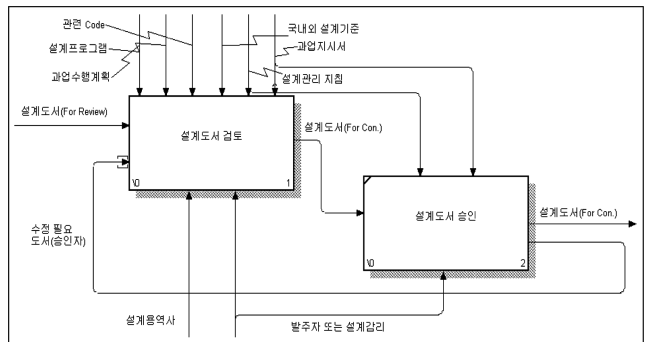 관련 Code
설계프로그램
과업수행계획
국내외 설계기준
과업지시서
설계관리 지침
설계도서(For Review)
설계도서 검토
\0
1
설계도서(For Con.)
설계도서 승인
\0
2
설계도서(For Con.)
수정 필요
도서(승인자)
설계용역사
발주자 또는 설계감리